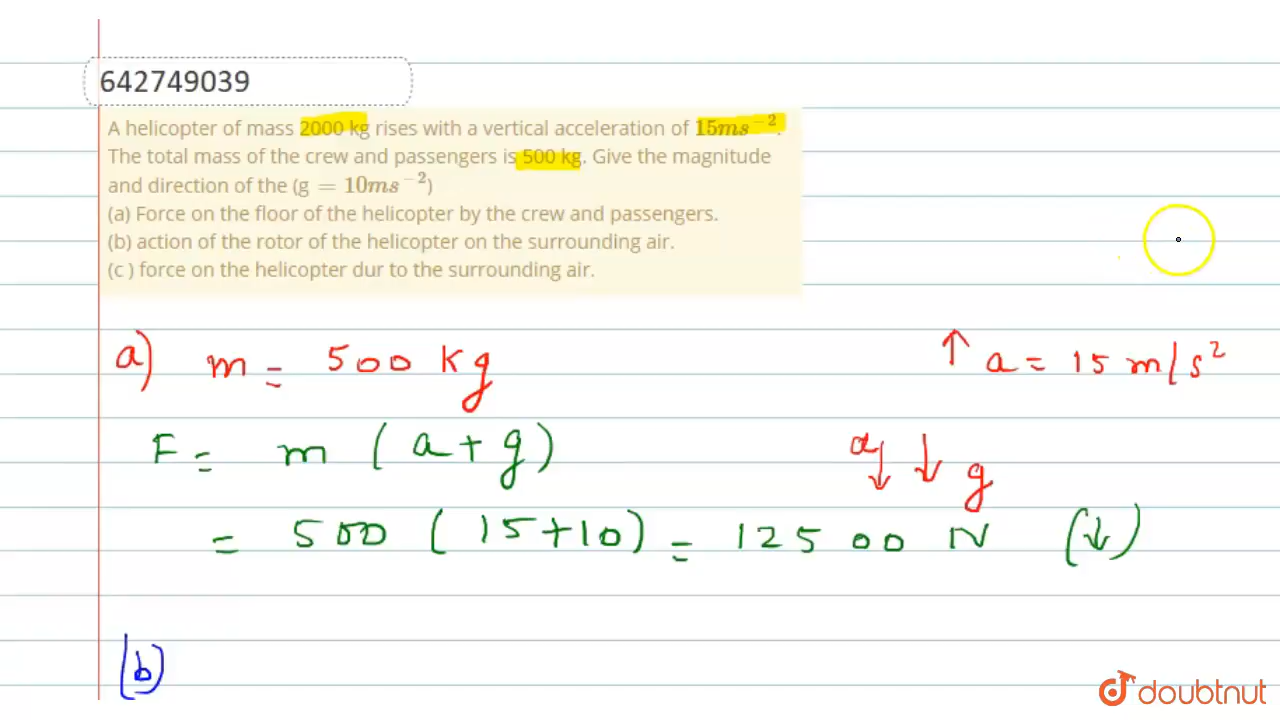 642749039
A helicopter of mass 2000 kg rises with a vertical acceleration of 15ms⁻².
The total mass of the crew and passengers is 500 kg. Give the magnitude
and direction of the (g = 10ms⁻²)
(a) Force on the floor of the helicopter by the crew and passengers.
(b) action of the rotor of the helicopter on the surrounding air.
(c ) force on the helicopter dur to the surrounding air.
a) m = 500 kg ↑ a = 15 m/s²
F = m (a + g) a↓ ↓ g
= 500 (15+10) = 12500 N (↓)
(b)
doubtnut